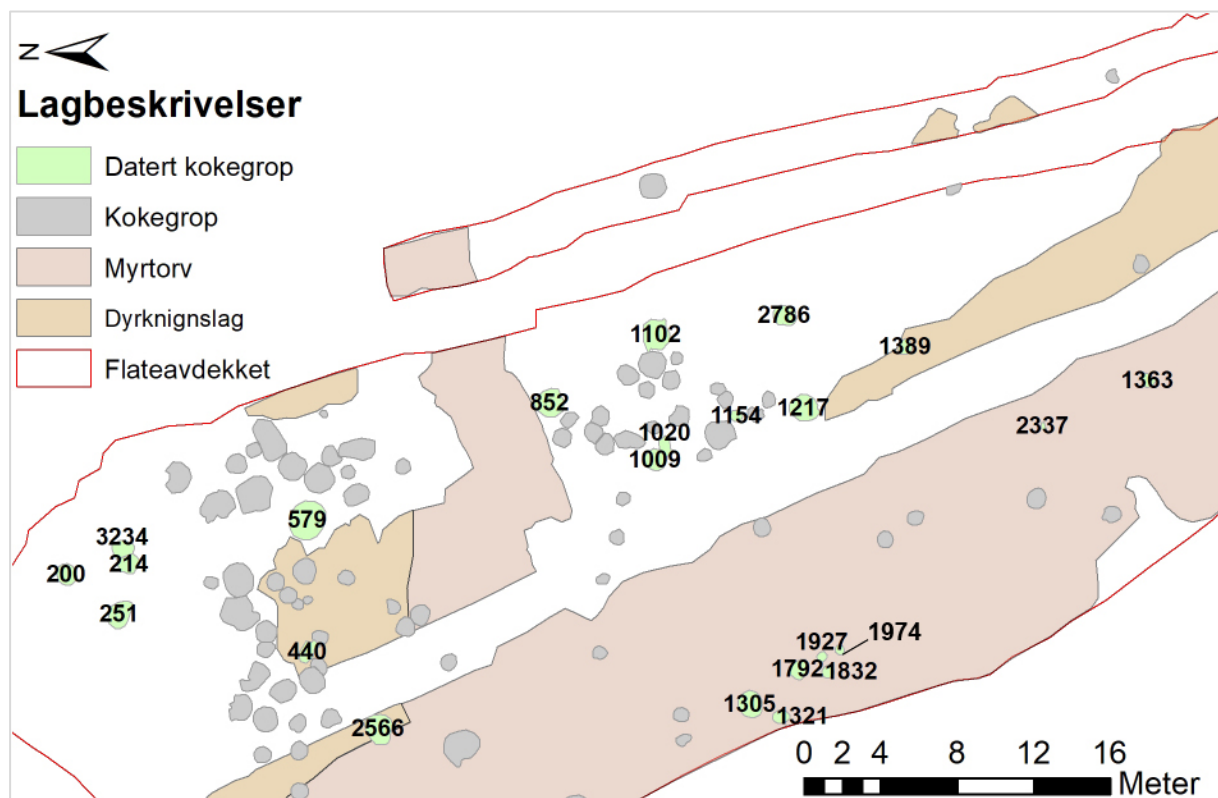 N
Lagbeskrivelser
Datert kokegrop
Kokegrop
Myrtorv
Dyrknignslag
Flateavdekket
1102
2786
1389
1363
852
1154
1217
2337
1020
1009
579
3234
214
200
251
440
1927
1974
1792
1832
1305
1321
2566
0 2 4 8 12 16
Meter